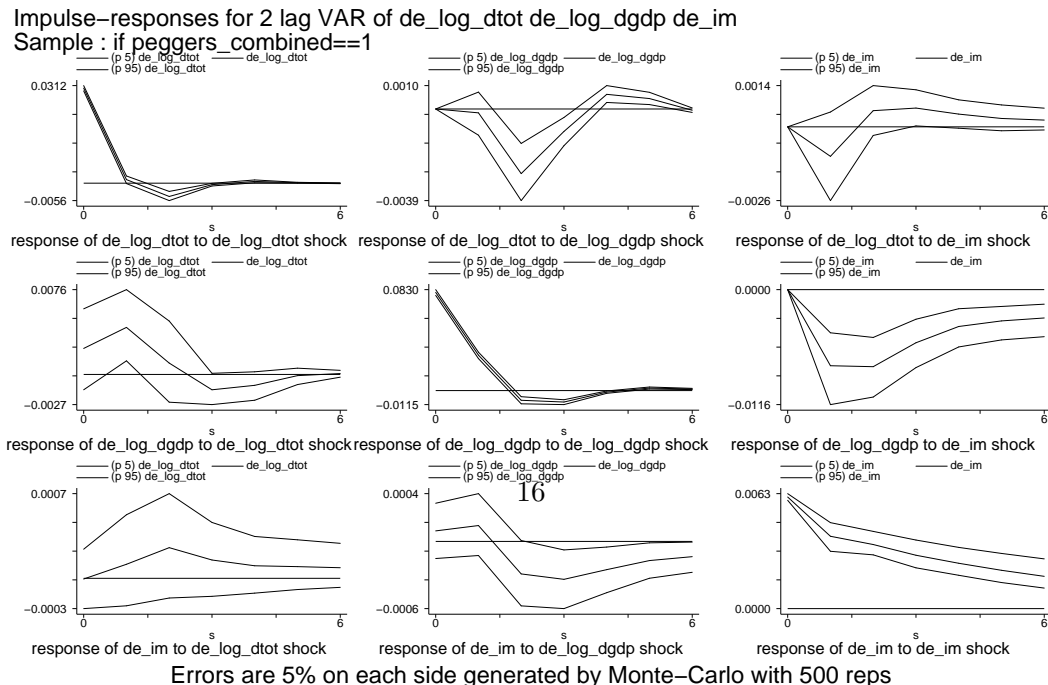 Impulse−responses for 2 lag VAR of de_log_dtot de_log_dgdp de_im
Sample : if peggers_combined==1
(p 5) de_log_dtot de_log_dtot
(p 95) de_log_dtot
0.0312
−0.0056
0 6
s
response of de_log_dtot to de_log_dtot shock
(p 5) de_log_dgdp de_log_dgdp
(p 95) de_log_dgdp
0.0010
−0.0039
0 6
s
response of de_log_dtot to de_log_dgdp shock
(p 5) de_im de_im
(p 95) de_im
0.0014
−0.0026
0 6
s
response of de_log_dtot to de_im shock
(p 5) de_log_dtot de_log_dtot
(p 95) de_log_dtot
0.0076
−0.0027
0 6
s
response of de_log_dgdp to de_log_dtot shock
(p 5) de_log_dgdp de_log_dgdp
(p 95) de_log_dgdp
0.0830
−0.0115
0 6
s
response of de_log_dgdp to de_log_dgdp shock
(p 5) de_im de_im
(p 95) de_im
0.0000
−0.0116
0 6
s
response of de_log_dgdp to de_im shock
(p 5) de_log_dtot de_log_dtot
(p 95) de_log_dtot
0.0007
−0.0003
0 6
s
response of de_im to de_log_dtot shock
(p 5) de_log_dgdp de_log_dgdp
(p 95) de_log_dgdp
16
0.0004
−0.0006
0 6
s
response of de_im to de_log_dgdp shock
(p 5) de_im de_im
(p 95) de_im
0.0063
0.0000
0 6
s
response of de_im to de_im shock
Errors are 5% on each side generated by Monte−Carlo with 500 reps